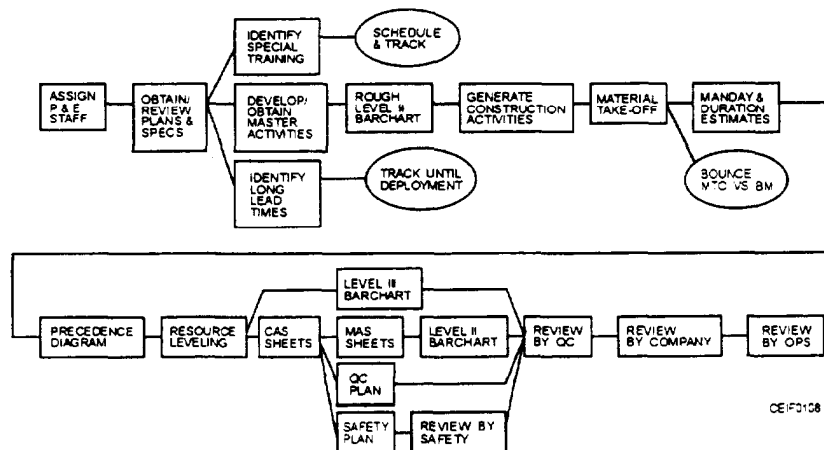 IDENTIFY
SPECIAL
TRAINING
SCHEDULE
& TRACK
ASSIGN
P & E
STAFF
OBTAIN/
REVIEW
PLANS &
SPECS
DEVELOP/
OBTAIN
MASTER
ACTIVITIES
ROUGH
LEVEL II
BARCHART
GENERATE
CONSTRUCTION
ACTIVITIES
MATERIAL
TAKE-OFF
MANDAY &
DURATION
ESTIMATES
IDENTIFY
LONG
LEAD
TIMES
TRACK UNTIL
DEPLOYMENT
BOUNCE
MTO VS BM
LEVEL III
BARCHART
PRECEDENCE
DIAGRAM
RESOURCE
LEVELING
CAS
SHEETS
MAS
SHEETS
LEVEL II
BARCHART
REVIEW
BY QC
REVIEW
BY COMPANY
REVIEW
BY OPS
QC
PLAN
SAFETY
PLAN
REVIEW BY
SAFETY